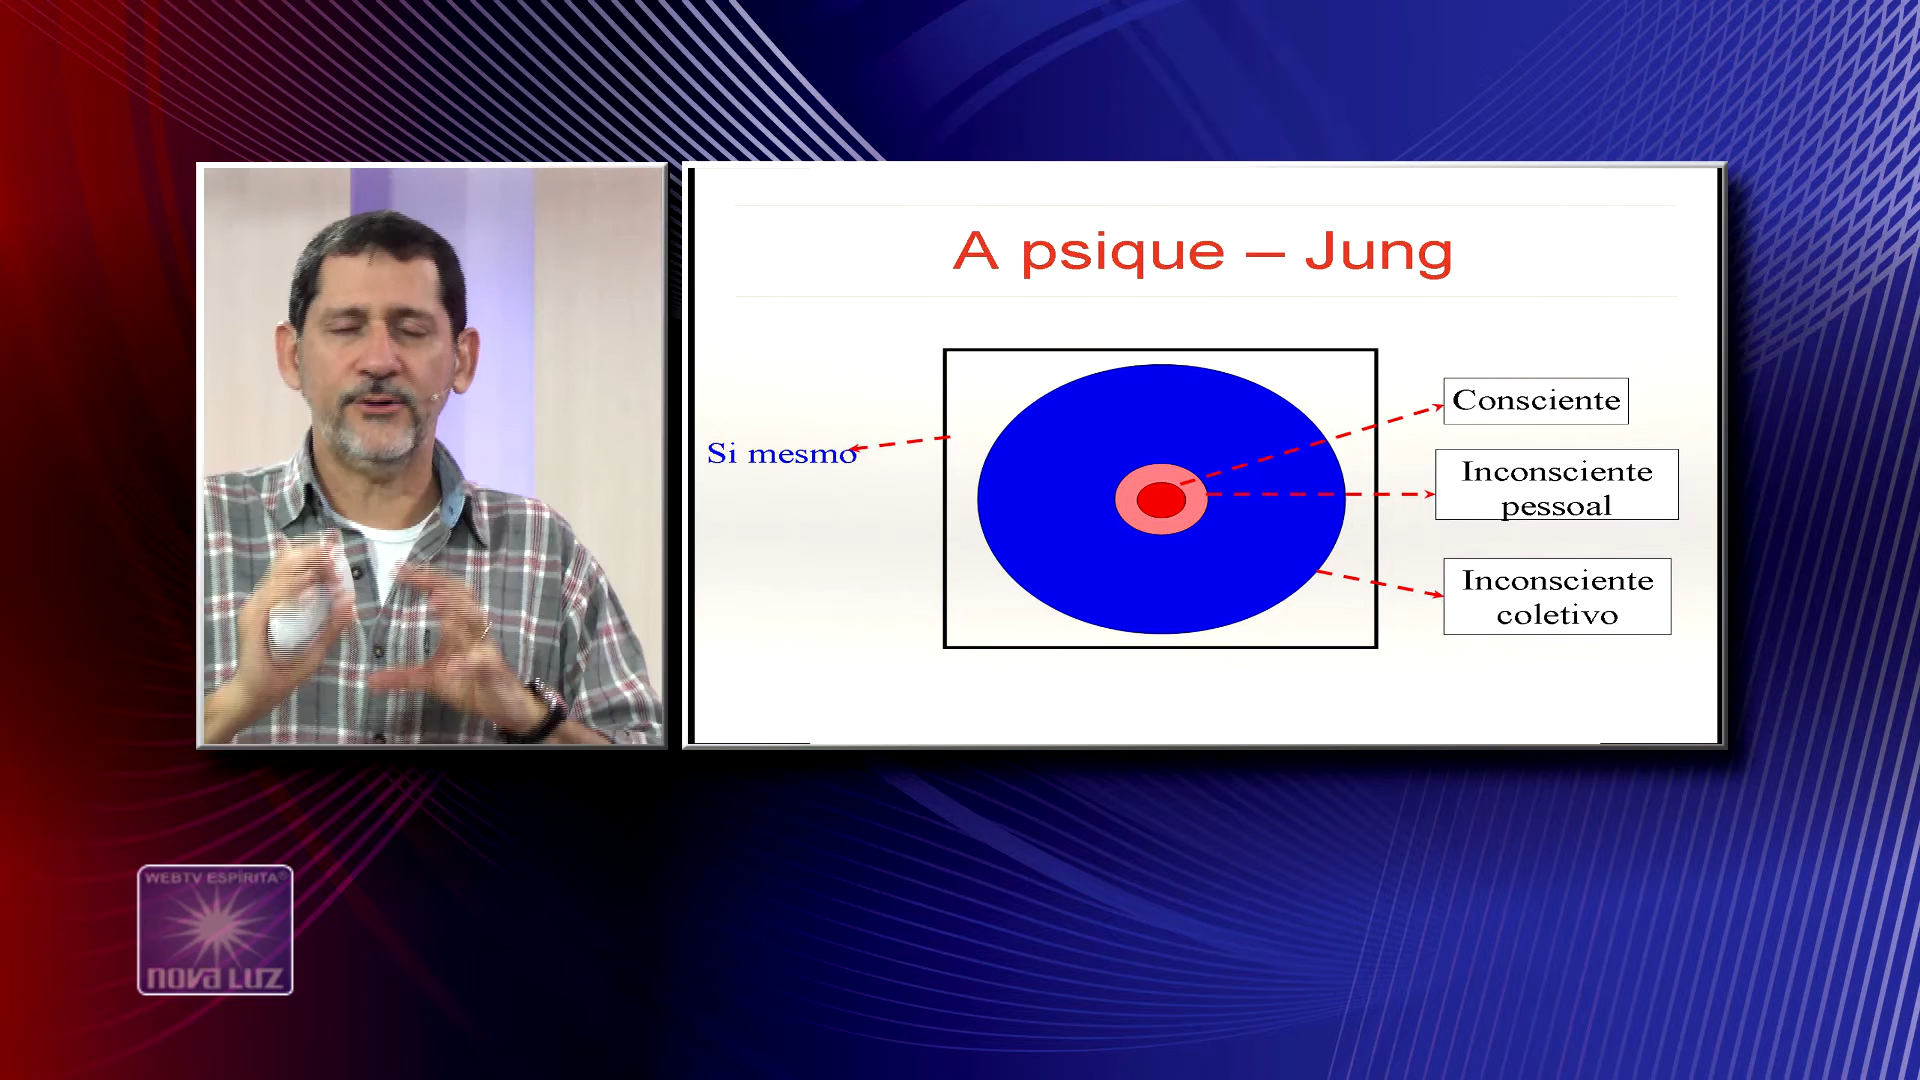 A psique – Jung
Consciente
Si mesmo
Inconsciente
pessoal
Inconsciente
coletivo
WEBTV ESPÍRITA®
NOVA LUZ